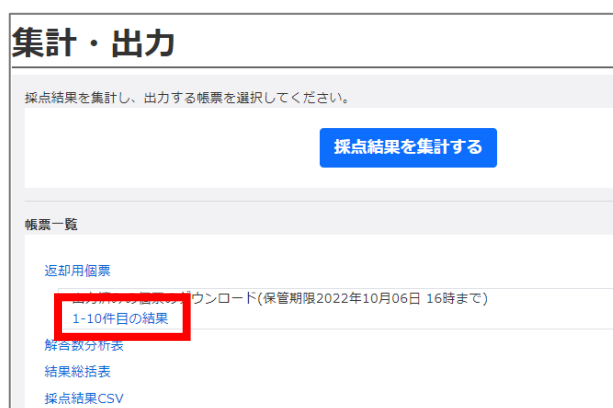 集計・出力
採点結果を集計し、出力する帳票を選択してください。
採点結果を集計する
帳票一覧
返却用個票
出力済みの個票のダウンロード(保管期限2022年10月06日 16時まで)
1-10件目の結果
解答数分析表
結果総括表
採点結果CSV